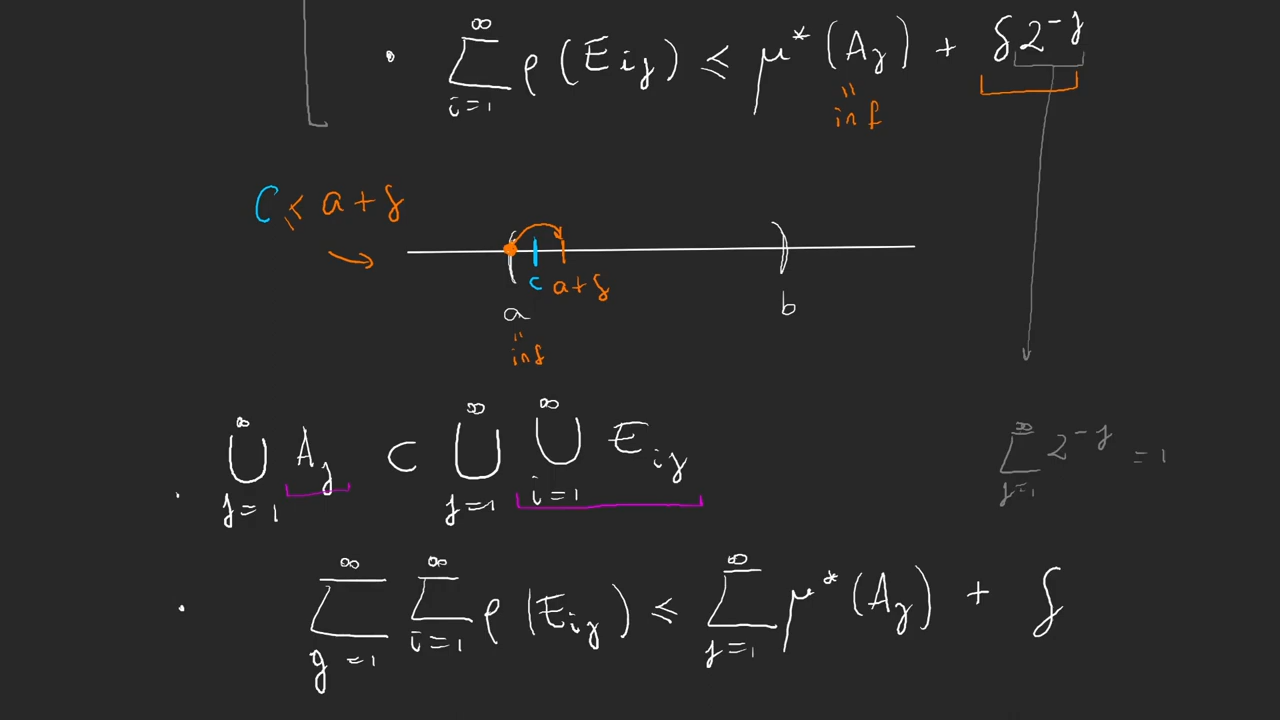 • ∑_{i=1}^{∞} ρ(E_{ij}) ≤ μ*(A_j) + δ2^{-j}
" inf
C ≤ a + δ
c a+δ
a b
" inf
• ⋃_{j=1}^{∞} A_j ⊂ ⋃_{j=1}^{∞} ⋃_{i=1}^{∞} E_{ij}
∑_{j=1}^{∞} 2^{-j} = 1
• ∑_{j=1}^{∞} ∑_{i=1}^{∞} ρ(E_{ij}) ≤ ∑_{j=1}^{∞} μ*(A_j) + δ